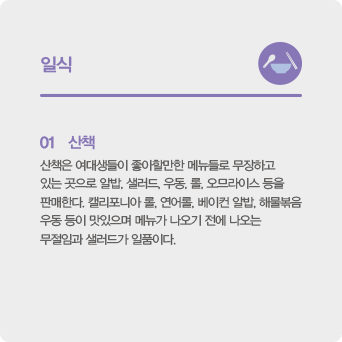 일식
01 산책
산책은 여대생들이 좋아할만한 메뉴들로 무장하고
있는 곳으로 알밥, 샐러드, 우동, 롤, 오므라이스 등을
판매한다. 캘리포니아 롤, 연어롤, 베이컨 알밥, 해물볶음
우동 등이 맛있으며 메뉴가 나오기 전에 나오는
무절임과 샐러드가 일품이다.